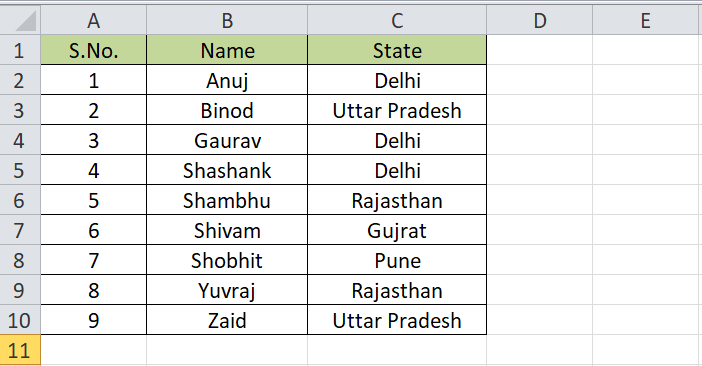 A B C D E
1 S.No. Name State
2 1 Anuj Delhi
3 2 Binod Uttar Pradesh
4 3 Gaurav Delhi
5 4 Shashank Delhi
6 5 Shambhu Rajasthan
7 6 Shivam Gujrat
8 7 Shobhit Pune
9 8 Yuvraj Rajasthan
10 9 Zaid Uttar Pradesh
11